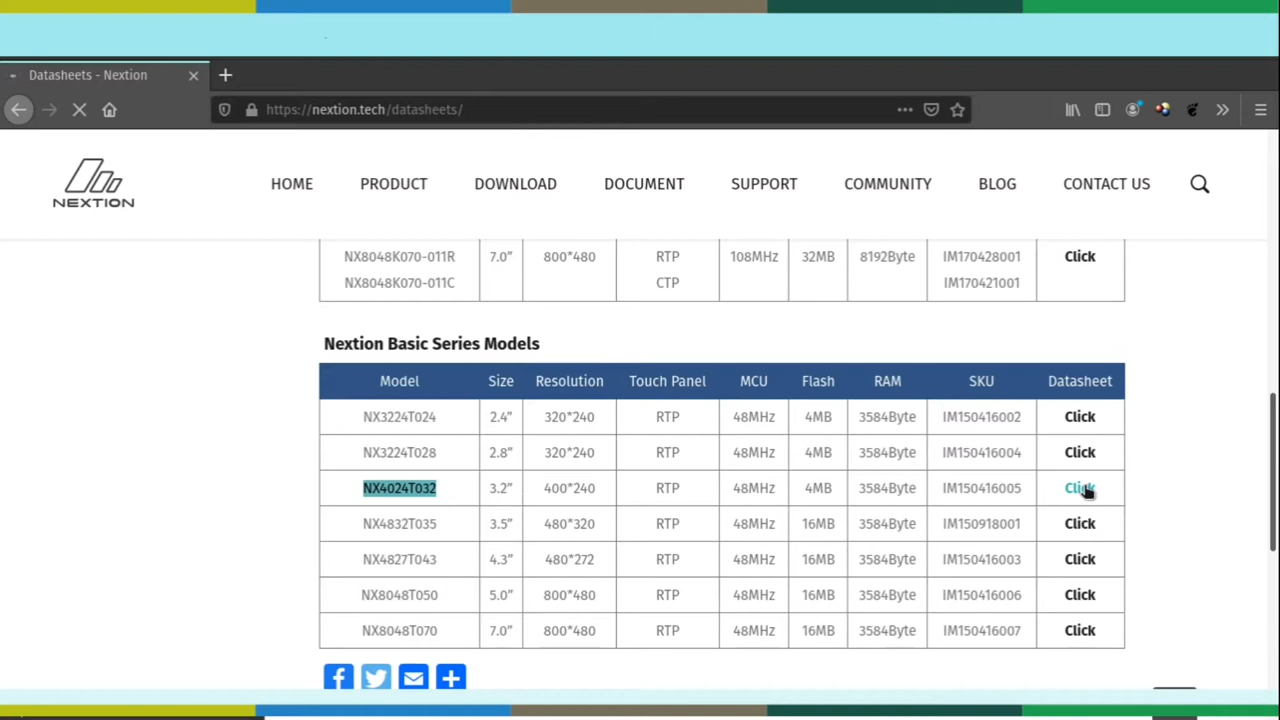 Datasheets - Nextion
https://nextion.tech/datasheets/
NEXTION
HOME PRODUCT DOWNLOAD DOCUMENT SUPPORT COMMUNITY BLOG CONTACT US
NX8048K070-011R 7.0" 800*480 RTP 108MHz 32MB 8192Byte IM170428001 Click
NX8048K070-011C CTP IM170421001
Nextion Basic Series Models
Model Size Resolution Touch Panel MCU Flash RAM SKU Datasheet
NX3224T024 2.4" 320*240 RTP 48MHz 4MB 3584Byte IM150416002 Click
NX3224T028 2.8" 320*240 RTP 48MHz 4MB 3584Byte IM150416004 Click
NX4024T032 3.2" 400*240 RTP 48MHz 4MB 3584Byte IM150416005 Click
NX4832T035 3.5" 480*320 RTP 48MHz 16MB 3584Byte IM150918001 Click
NX4827T043 4.3" 480*272 RTP 48MHz 16MB 3584Byte IM150416003 Click
NX8048T050 5.0" 800*480 RTP 48MHz 16MB 3584Byte IM150416006 Click
NX8048T070 7.0" 800*480 RTP 48MHz 16MB 3584Byte IM150416007 Click